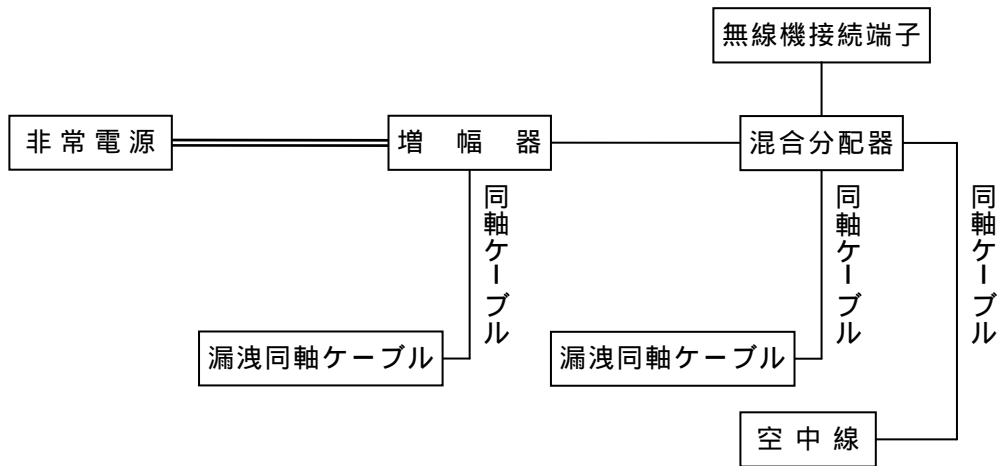 無線機接続端子
非常電源
増幅器
混合分配器
同軸ケーブル
同軸ケーブル
同軸ケーブル
漏洩同軸ケーブル
漏洩同軸ケーブル
空中線